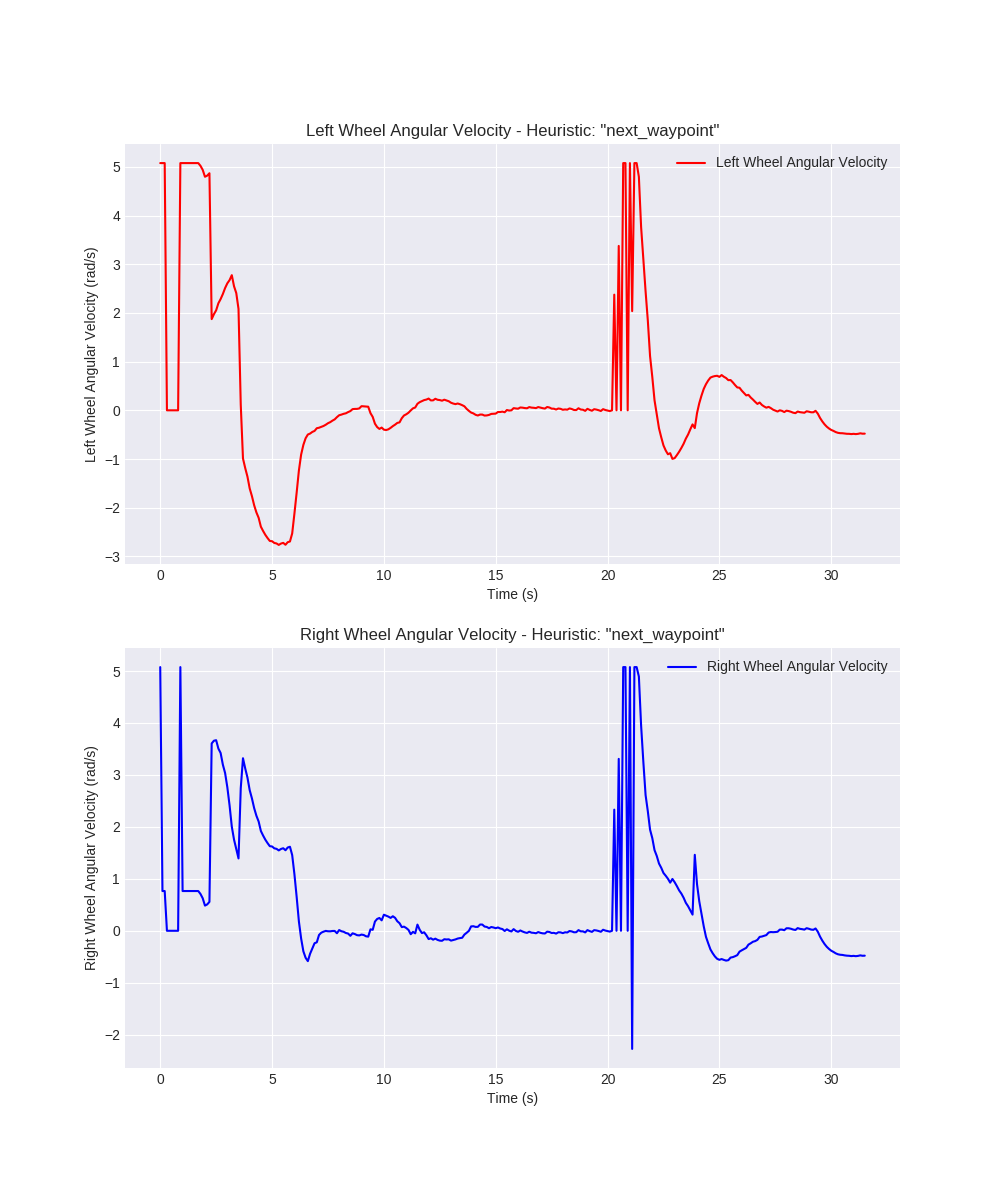 Left Wheel Angular Velocity - Heuristic: "next_waypoint"
Left Wheel Angular Velocity
5
4
3
2
1
0
−1
−2
−3
Left Wheel Angular Velocity (rad/s)
0 5 10 15 20 25 30
Time (s)
Right Wheel Angular Velocity - Heuristic: "next_waypoint"
Right Wheel Angular Velocity
5
4
3
2
1
0
−1
−2
Right Wheel Angular Velocity (rad/s)
0 5 10 15 20 25 30
Time (s)